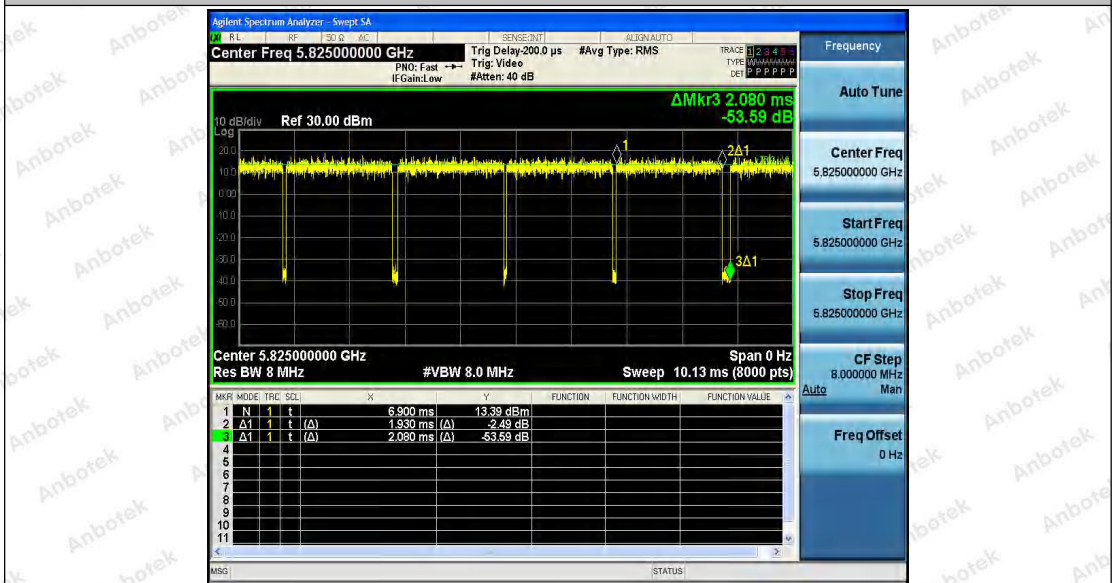 Agilent Spectrum Analyzer - Swept SA
RL RF 50 Ω AC SENSE:INT ALIGN AUTO
Center Freq 5.825000000 GHz
PNO: Fast
IFGain:Low
Trig Delay-200.0 µs
Trig: Video
#Atten: 40 dB
#Avg Type: RMS
TRACE 1 2 3 4 5 6
TYPE
DET P P P P P P
ΔMkr3 2.080 ms
-53.59 dB
10 dB/div Ref 30.00 dBm
Log
20.0
10.0
0.00
-10.0
-20.0
-30.0
-40.0
-50.0
-60.0
1
2Δ1
3Δ1
Center 5.825000000 GHz Span 0 Hz
Res BW 8 MHz #VBW 8.0 MHz Sweep 10.13 ms (8000 pts)
MKR MODE TRC SCL X Y FUNCTION FUNCTION WIDTH FUNCTION VALUE
1 N 1 t 6.900 ms 13.39 dBm
2 Δ1 1 t (Δ) 1.930 ms (Δ) -2.49 dB
3 Δ1 1 t (Δ) 2.080 ms (Δ) -53.59 dB
4
5
6
7
8
9
10
11
MSG STATUS
Frequency
Auto Tune
Center Freq
5.825000000 GHz
Start Freq
5.825000000 GHz
Stop Freq
5.825000000 GHz
CF Step
8.000000 MHz
Auto Man
Freq Offset
0 Hz
Anbotek